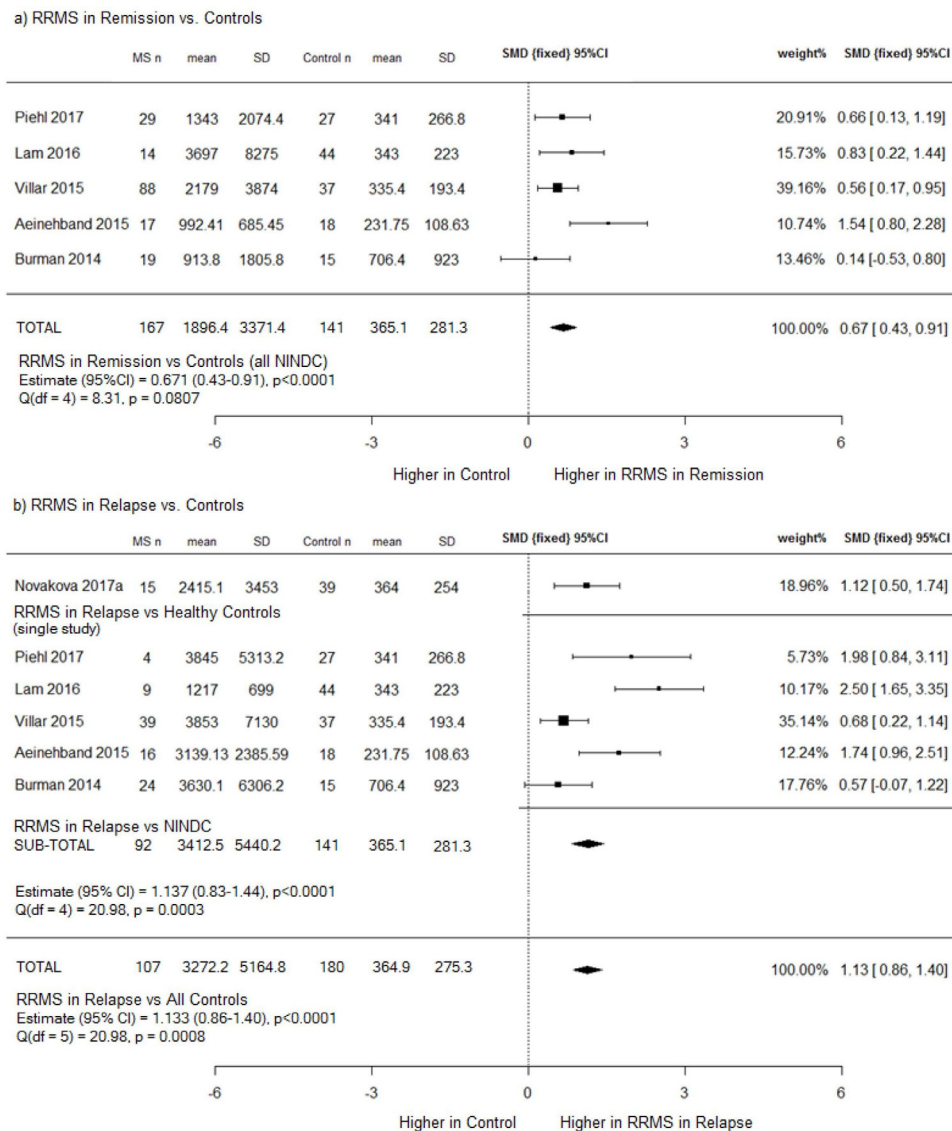 a) RRMS in Remission vs. Controls
MS n mean SD Control n mean SD SMD {fixed} 95%CI weight% SMD {fixed} 95%CI
Piehl 2017 29 1343 2074.4 27 341 266.8 20.91% 0.66 [ 0.13, 1.19]
Lam 2016 14 3697 8275 44 343 223 15.73% 0.83 [ 0.22, 1.44]
Villar 2015 88 2179 3874 37 335.4 193.4 39.16% 0.56 [ 0.17, 0.95]
Aeinehband 2015 17 992.41 685.45 18 231.75 108.63 10.74% 1.54 [ 0.80, 2.28]
Burman 2014 19 913.8 1805.8 15 706.4 923 13.46% 0.14 [-0.53, 0.80]
TOTAL 167 1896.4 3371.4 141 365.1 281.3 100.00% 0.67 [ 0.43, 0.91]
RRMS in Remission vs Controls (all NINDC)
Estimate (95%CI) = 0.671 (0.43-0.91), p<0.0001
Q(df = 4) = 8.31, p = 0.0807
-6 -3 0 3 6
Higher in Control Higher in RRMS in Remission
b) RRMS in Relapse vs. Controls
MS n mean SD Control n mean SD SMD {fixed} 95%CI weight% SMD {fixed} 95%CI
Novakova 2017a 15 2415.1 3453 39 364 254 18.96% 1.12 [ 0.50, 1.74]
RRMS in Relapse vs Healthy Controls
(single study)
Piehl 2017 4 3845 5313.2 27 341 266.8 5.73% 1.98 [ 0.84, 3.11]
Lam 2016 9 1217 699 44 343 223 10.17% 2.50 [ 1.65, 3.35]
Villar 2015 39 3853 7130 37 335.4 193.4 35.14% 0.68 [ 0.22, 1.14]
Aeinehband 2015 16 3139.13 2385.59 18 231.75 108.63 12.24% 1.74 [ 0.96, 2.51]
Burman 2014 24 3630.1 6306.2 15 706.4 923 17.76% 0.57 [-0.07, 1.22]
RRMS in Relapse vs NINDC
SUB-TOTAL 92 3412.5 5440.2 141 365.1 281.3
Estimate (95% CI) = 1.137 (0.83-1.44), p<0.0001
Q(df = 4) = 20.98, p = 0.0003
TOTAL 107 3272.2 5164.8 180 364.9 275.3 100.00% 1.13 [ 0.86, 1.40]
RRMS in Relapse vs All Controls
Estimate (95% CI) = 1.133 (0.86-1.40), p<0.0001
Q(df = 5) = 20.98, p = 0.0008
-6 -3 0 3 6
Higher in Control Higher in RRMS in Relapse